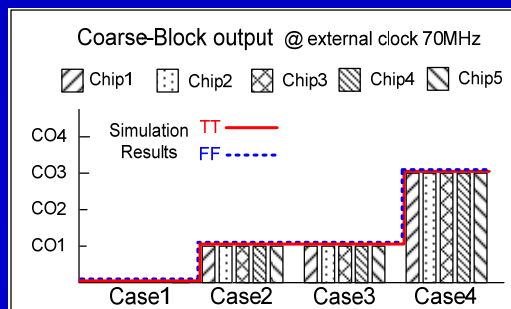 Coarse-Block output @ external clock 70MHz
Chip1 Chip2 Chip3 Chip4 Chip5
CO4
CO3
CO2
CO1
Simulation Results
TT
FF
Case1 Case2 Case3 Case4